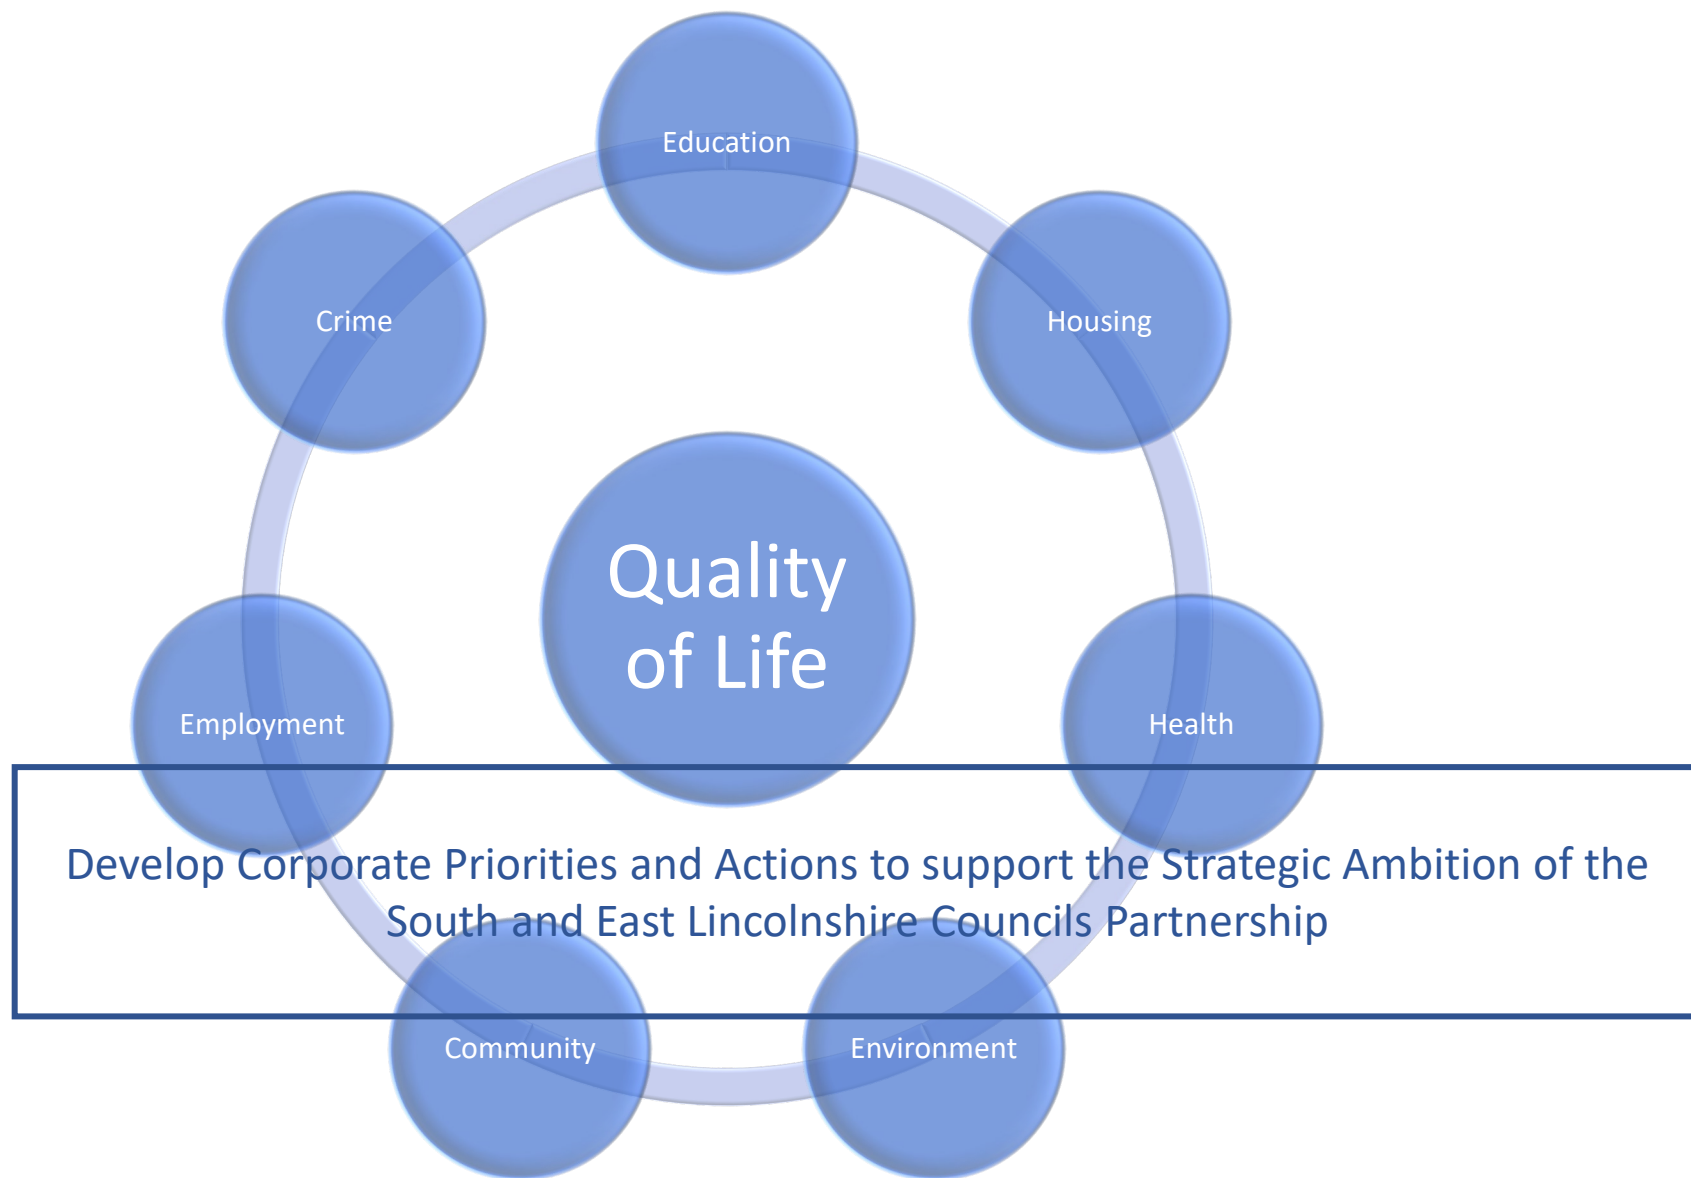 Education
Crime
Housing
Quality
of Life
Employment
Health
Develop Corporate Priorities and Actions to support the Strategic Ambition of the
South and East Lincolnshire Councils Partnership
Community
Environment